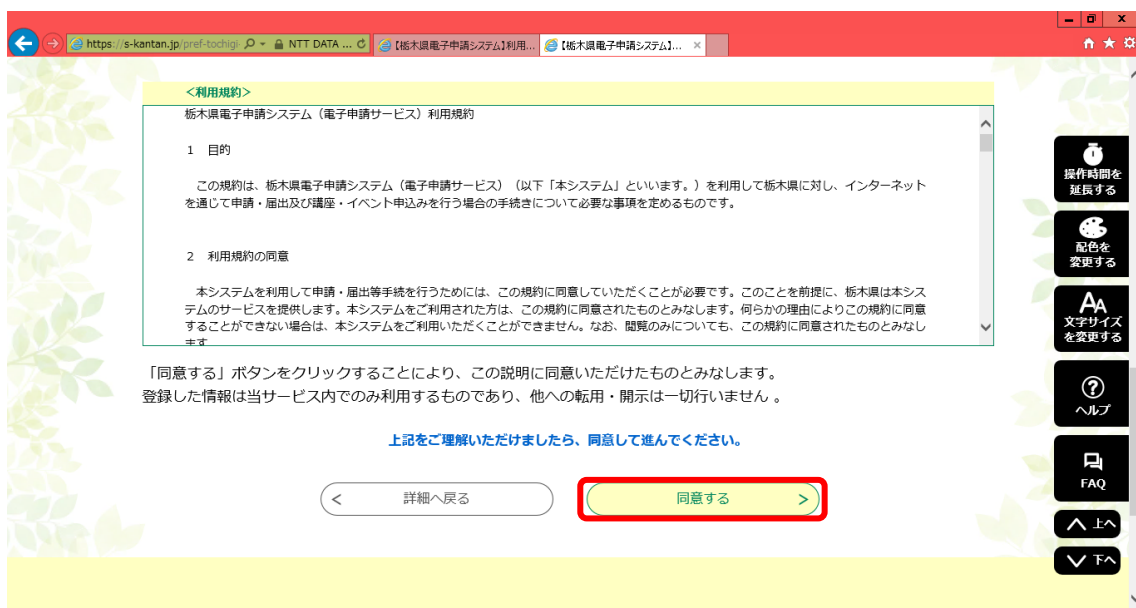 https://s-kantan.jp/pref-tochigi-
NTT DATA ...
【栃木県電子申請システム】利用...
【栃木県電子申請システム】...
<利用規約>
栃木県電子申請システム（電子申請サービス）利用規約
1　目的
この規約は、栃木県電子申請システム（電子申請サービス）（以下「本システム」といいます。）を利用して栃木県に対し、インターネット
を通じて申請・届出及び講座・イベント申込みを行う場合の手続きについて必要な事項を定めるものです。
2　利用規約の同意
本システムを利用して申請・届出等手続を行うためには、この規約に同意していただくことが必要です。このことを前提に、栃木県は本シス
テムのサービスを提供します。本システムをご利用された方は、この規約に同意されたものとみなします。何らかの理由によりこの規約に同意
することができない場合は、本システムをご利用いただくことができません。なお、閲覧のみについても、この規約に同意されたものとみなし
ます
「同意する」ボタンをクリックすることにより、この説明に同意いただけたものとみなします。
登録した情報は当サービス内でのみ利用するものであり、他への転用・開示は一切行いません 。
上記をご理解いただけましたら、同意して進んでください。
< 詳細へ戻る
同意する >
操作時間を
延長する
配色を
変更する
AA
文字サイズ
を変更する
?
ヘルプ
FAQ
上へ
下へ